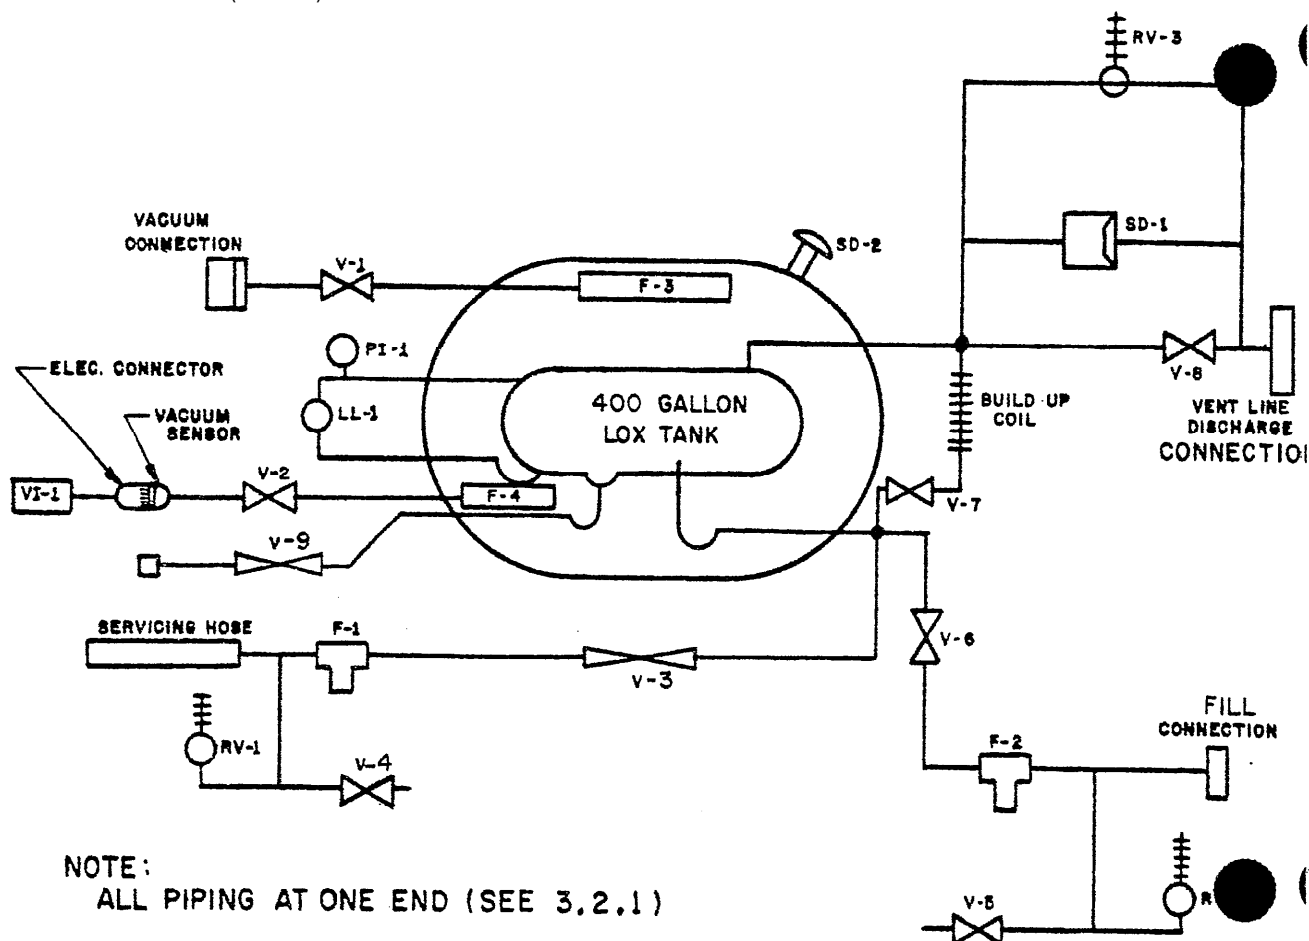 RV-3
VACUUM
CONNECTION
V-1
F-3
SD-2
SD-1
PI-1
ELEC. CONNECTOR
LL-1
VACUUM
SENSOR
400 GALLON
LOX TANK
BUILD-UP
COIL
V-8
VENT LINE
DISCHARGE
VI-1
V-2
F-4
V-7
V-9
SERVICING HOSE
F-1
V-3
V-6
RV-1
V-4
FILL
CONNECTION
F-2
V-5
R
NOTE:
ALL PIPING AT ONE END (SEE 3.2.1)